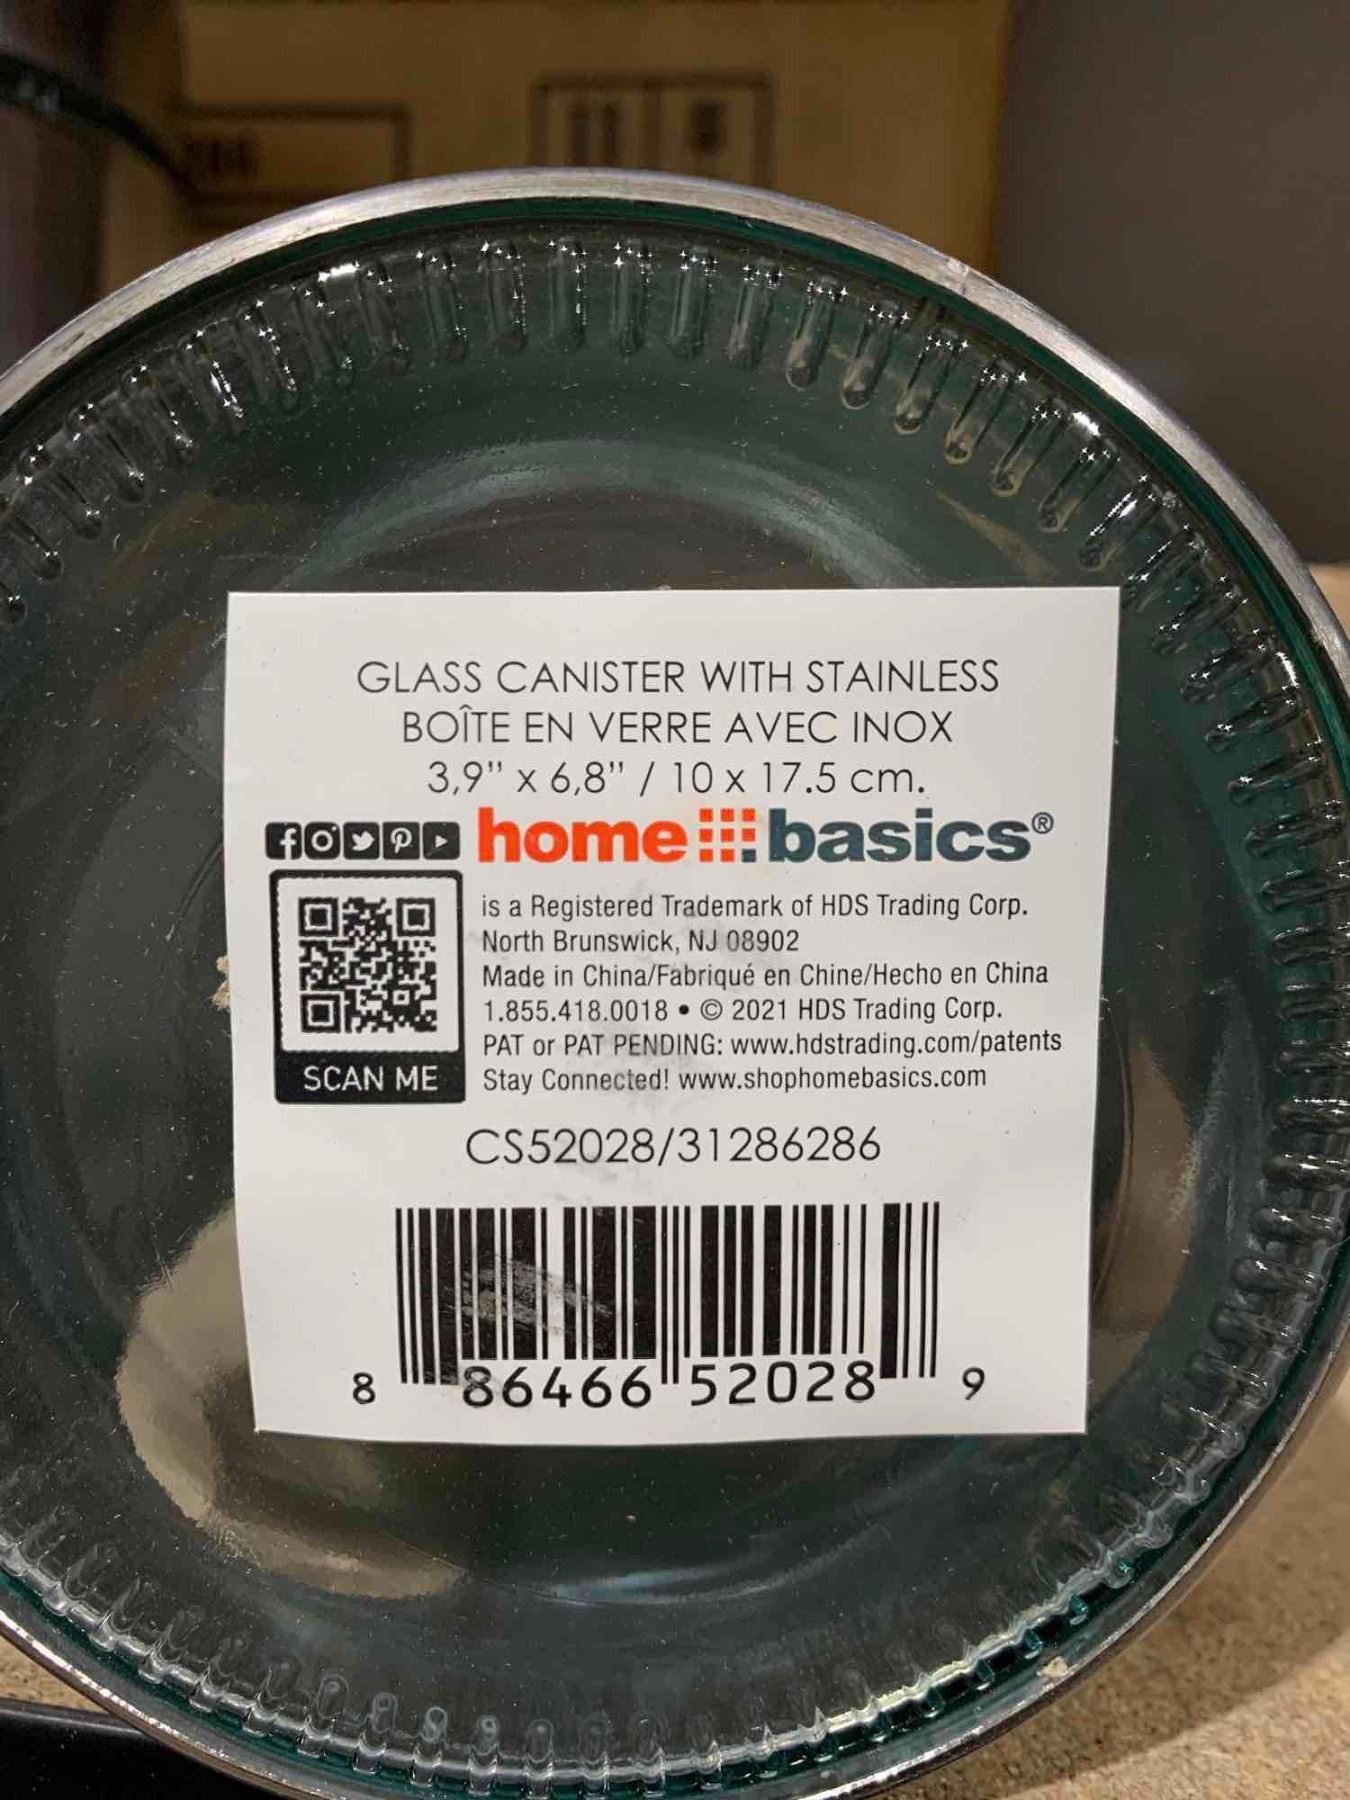 GLASS CANISTER WITH STAINLESS
BOÎTE EN VERRE AVEC INOX
3,9" x 6,8" / 10 x 17.5 cm.
home basics®
is a Registered Trademark of HDS Trading Corp.
North Brunswick, NJ 08902
Made in China/Fabriqué en Chine/Hecho en China
1.855.418.0018 • © 2021 HDS Trading Corp.
PAT or PAT PENDING: www.hdstrading.com/patents
Stay Connected! www.shophomebasics.com
SCAN ME
CS52028/31286286
8 86466 52028 9